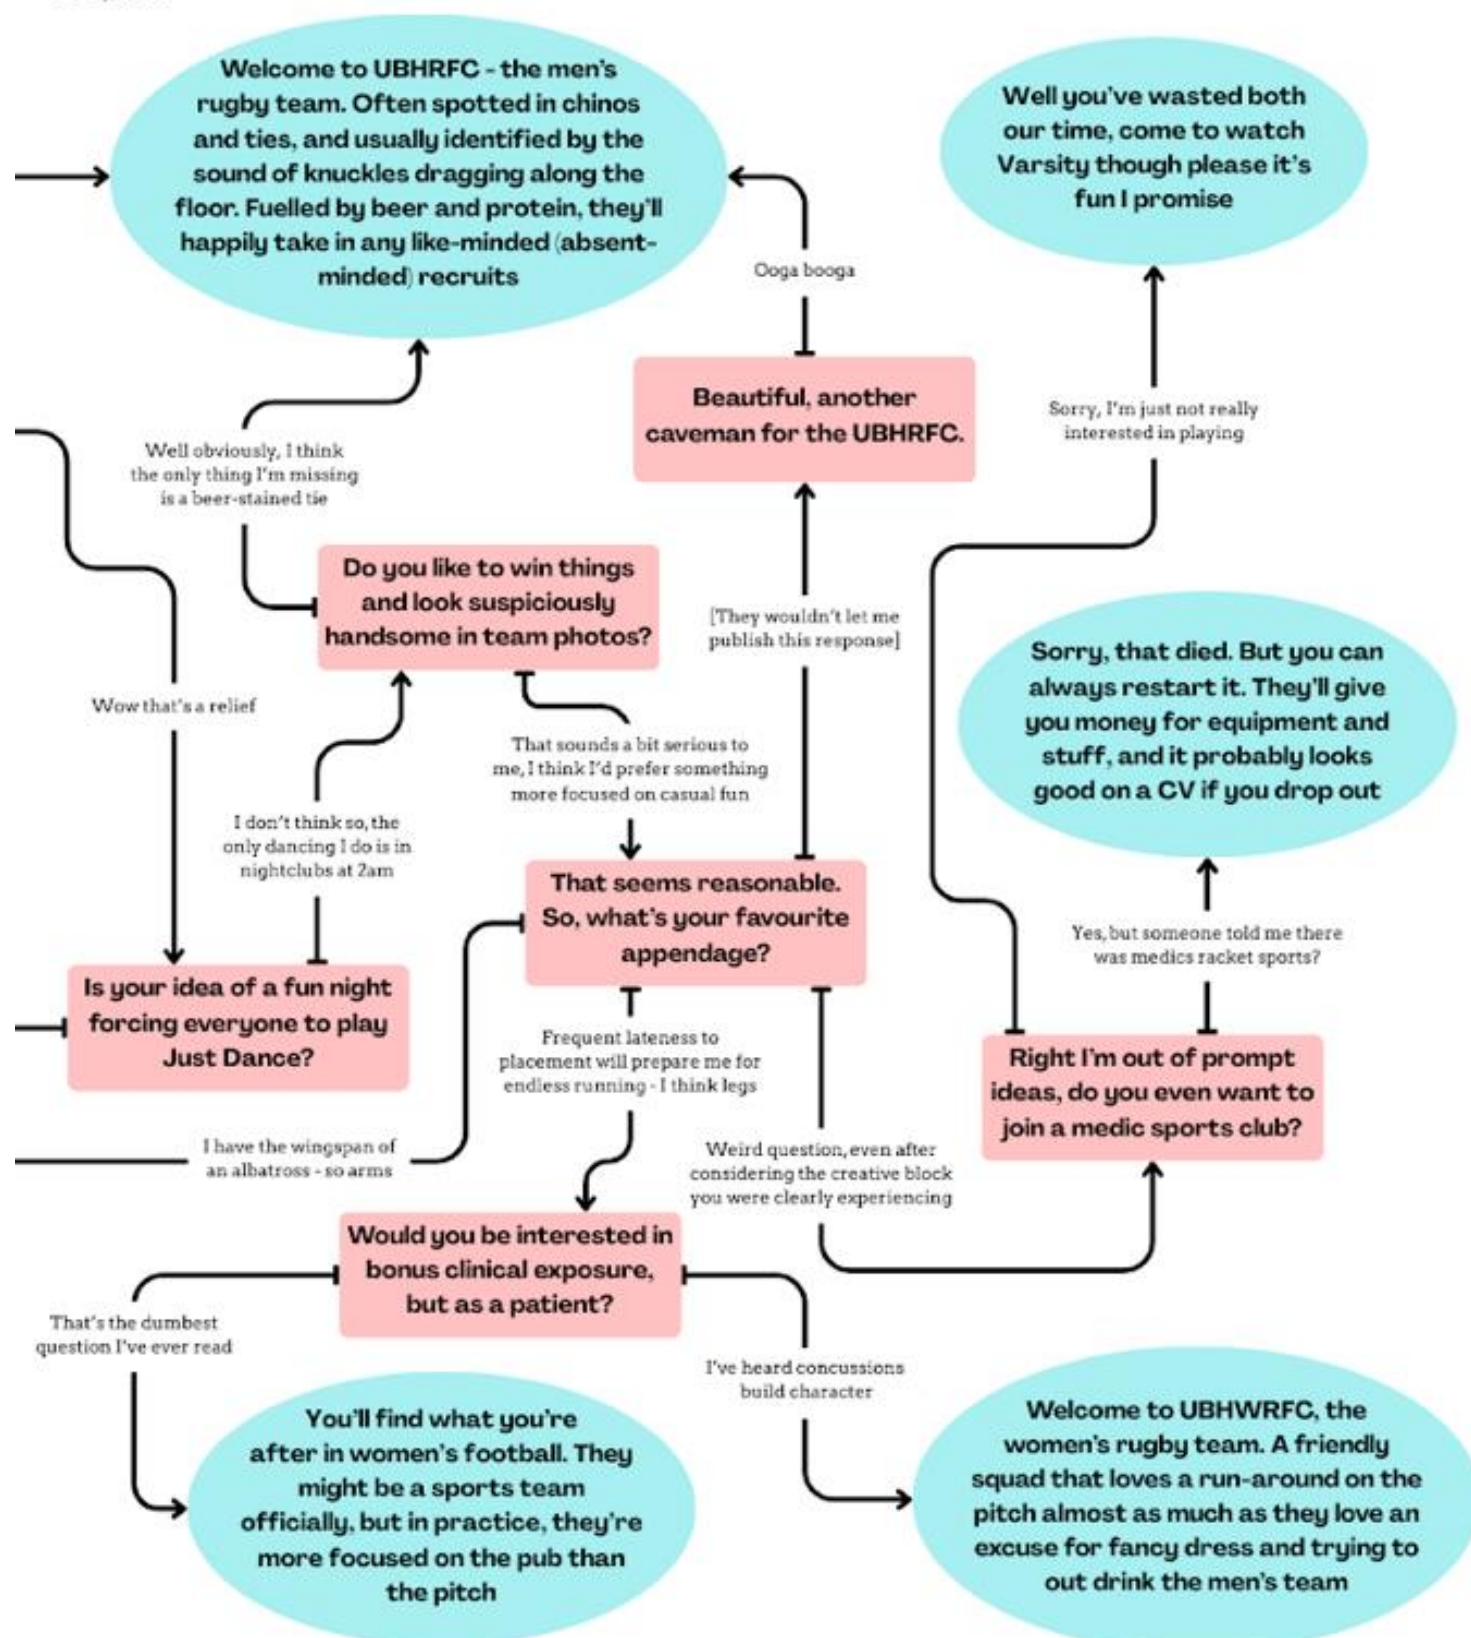 Welcome to UBHRFC - the men's
rugby team. Often spotted in chinos
and ties, and usually identified by the
sound of knuckles dragging along the
floor. Fuelled by beer and protein, they'll
happily take in any like-minded (absent-
minded) recruits
Well you've wasted both
our time, come to watch
Varsity though please it's
fun I promise
Ooga booga
Beautiful, another
caveman for the UBHRFC.
Sorry, I'm just not really
interested in playing
Well obviously, I think
the only thing I'm missing
is a beer-stained tie
Do you like to win things
and look suspiciously
handsome in team photos?
[They wouldn't let me
publish this response]
Sorry, that died. But you can
always restart it. They'll give
you money for equipment and
stuff, and it probably looks
good on a CV if you drop out
Wow that's a relief
That sounds a bit serious to
me, I think I'd prefer something
more focused on casual fun
I don't think so, the
only dancing I do is in
nightclubs at 2am
That seems reasonable.
So, what's your favourite
appendage?
Yes, but someone told me there
was medics racket sports?
Is your idea of a fun night
forcing everyone to play
Just Dance?
Frequent lateness to
placement will prepare me for
endless running - I think legs
Right I'm out of prompt
ideas, do you even want to
join a medic sports club?
I have the wingspan of
an albatross - so arms
Weird question, even after
considering the creative block
you were clearly experiencing
Would you be interested in
bonus clinical exposure,
but as a patient?
That's the dumbest
question I've ever read
I've heard concussions
build character
You'll find what you're
after in women's football. They
might be a sports team
officially, but in practice, they're
more focused on the pub than
the pitch
Welcome to UBHWRFC, the
women's rugby team. A friendly
squad that loves a run-around on the
pitch almost as much as they love an
excuse for fancy dress and trying to
out drink the men's team